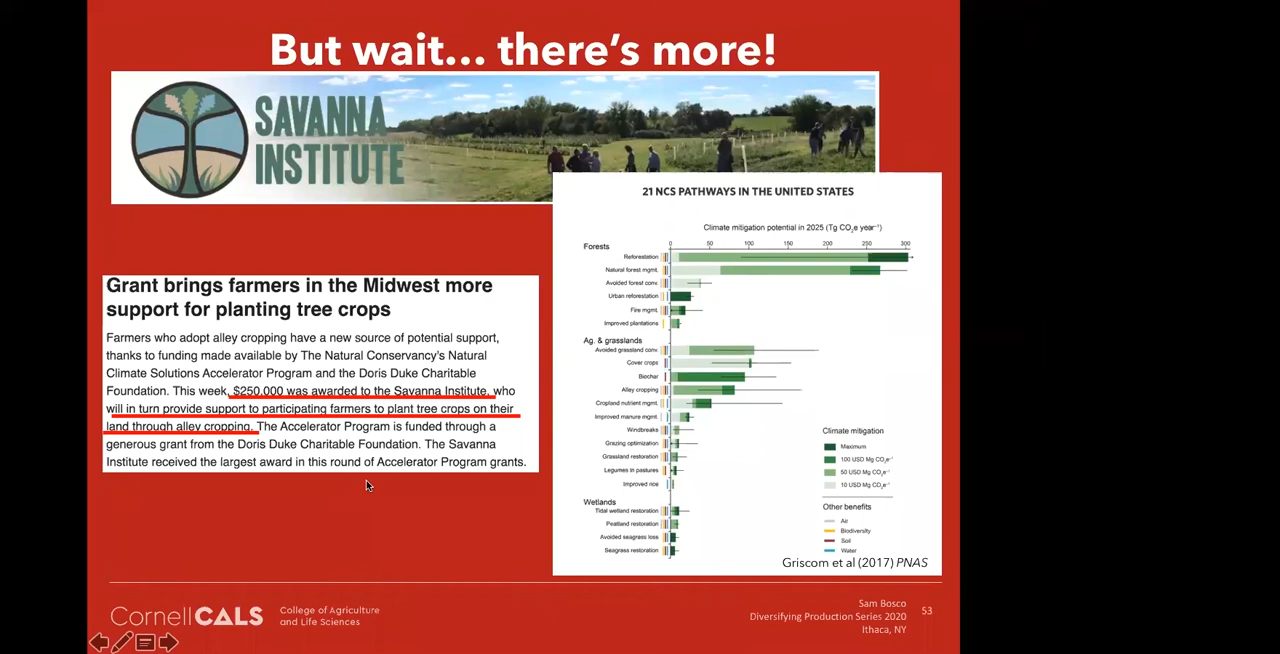 But wait... there's more!
SAVANNA
INSTITUTE
21 NCS PATHWAYS IN THE UNITED STATES
Climate mitigation potential in 2025 (Tg CO₂e year⁻¹)
0 50 100 150 200 250 300
Forests
Reforestation
Natural forest mgmt.
Avoided forest conv.
Urban reforestation
Fire mgmt.
Improved plantations
Ag. & grasslands
Avoided grassland conv.
Cover crops
Biochar
Alley cropping
Cropland nutrient mgmt.
Improved manure mgmt.
Windbreaks
Grazing optimization
Grassland restoration
Legumes in pastures
Improved rice
Wetlands
Tidal wetland restoration
Peatland restoration
Avoided seagrass loss
Seagrass restoration
Climate mitigation
Maximum
100 USD Mg CO₂e⁻¹
50 USD Mg CO₂e⁻¹
10 USD Mg CO₂e⁻¹
Other benefits
Air
Biodiversity
Soil
Water
Griscom et al (2017) PNAS
Grant brings farmers in the Midwest more
support for planting tree crops
Farmers who adopt alley cropping have a new source of potential support,
thanks to funding made available by The Natural Conservancy's Natural
Climate Solutions Accelerator Program and the Doris Duke Charitable
Foundation. This week, $250,000 was awarded to the Savanna Institute, who
will in turn provide support to participating farmers to plant tree crops on their
land through alley cropping. The Accelerator Program is funded through a
generous grant from the Doris Duke Charitable Foundation. The Savanna
Institute received the largest award in this round of Accelerator Program grants.
CornellCALS
College of Agriculture
and Life Sciences
Sam Bosco
Diversifying Production Series 2020
Ithaca, NY
53